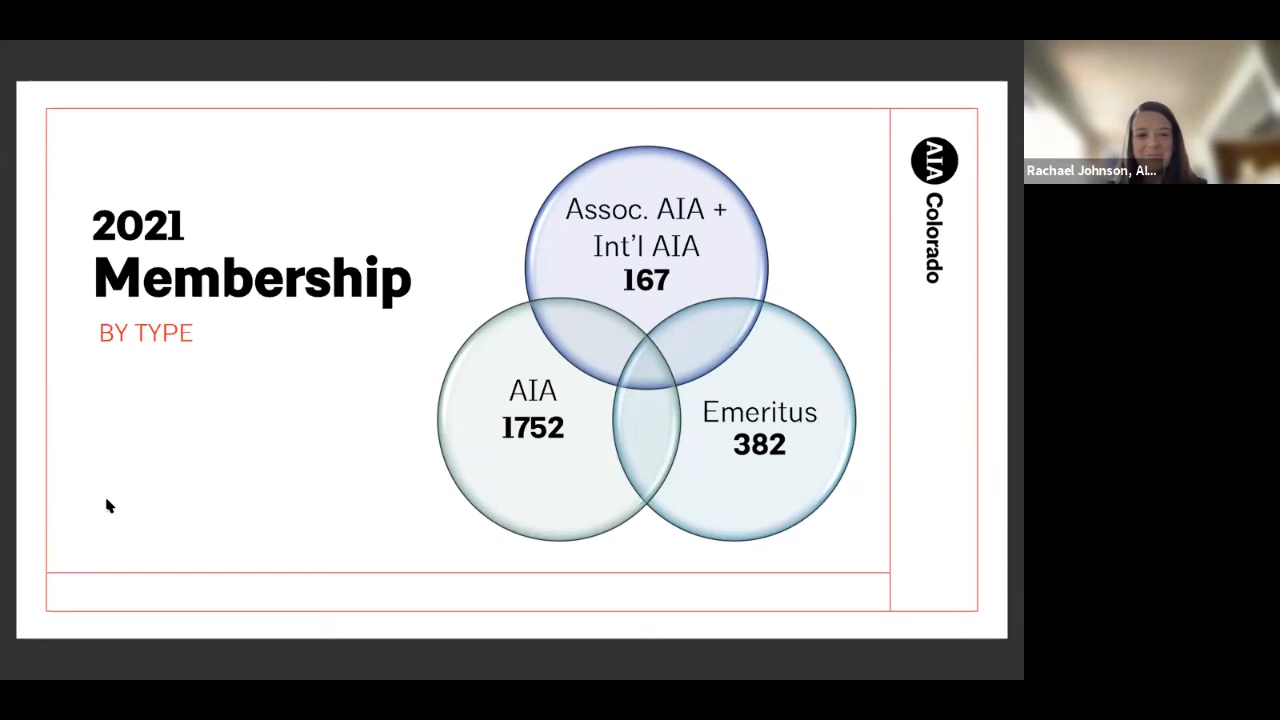 2021
Membership
BY TYPE
Assoc. AIA +
Int'l AIA
167
AIA
1752
Emeritus
382
AIA Colorado
Rachael Johnson, AI...